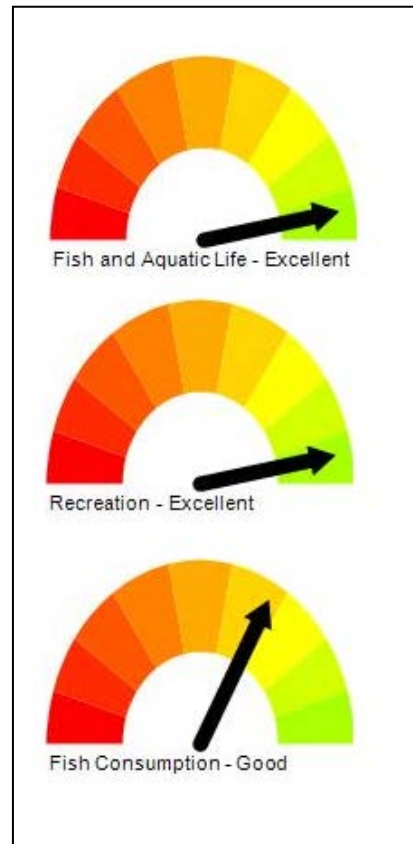 Fish and Aquatic Life - Excellent
Recreation - Excellent
Fish Consumption - Good